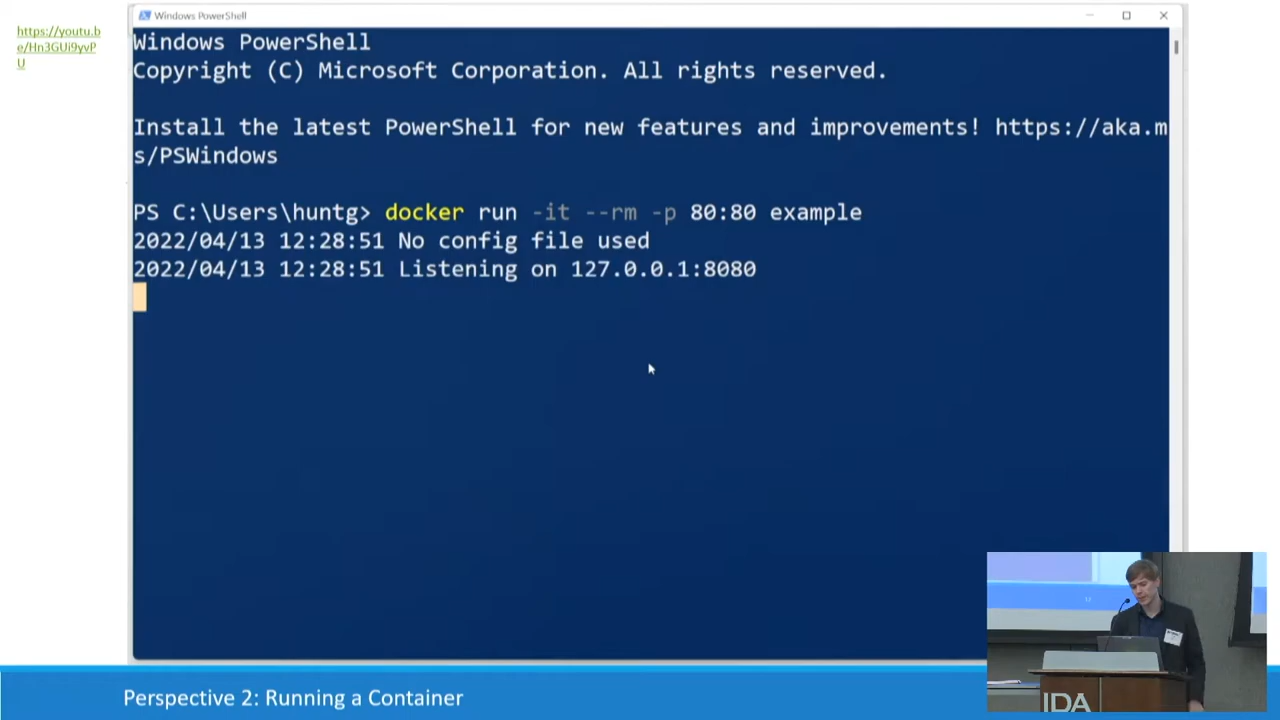 https://youtu.b
e/Hn3GUi9yvP
U
Windows PowerShell
Windows PowerShell
Copyright (C) Microsoft Corporation. All rights reserved.
Install the latest PowerShell for new features and improvements! https://aka.m
s/PSWindows
PS C:\Users\huntg> docker run -it --rm -p 80:80 example
2022/04/13 12:28:51 No config file used
2022/04/13 12:28:51 Listening on 127.0.0.1:8080
Perspective 2: Running a Container
IDA